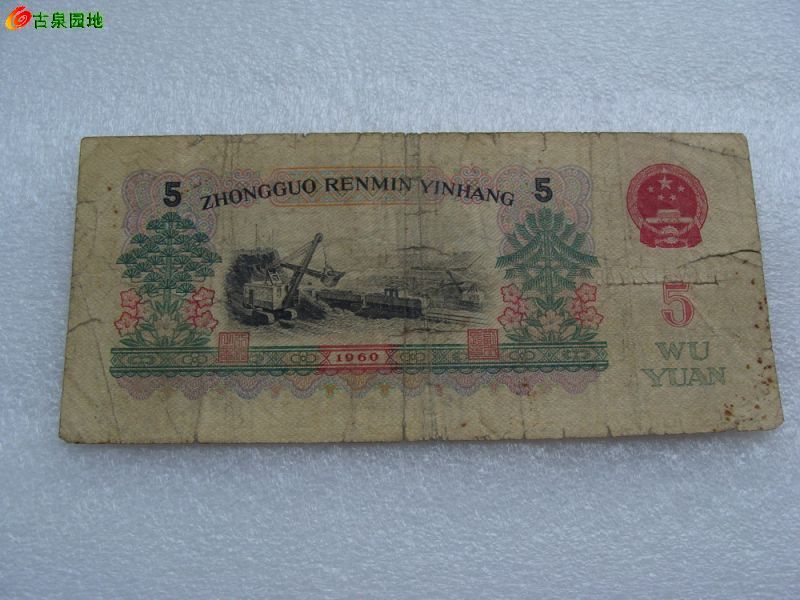 古泉园地
5 ZHONGGUO RENMIN YINHANG 5
5
1960
WU
YUAN